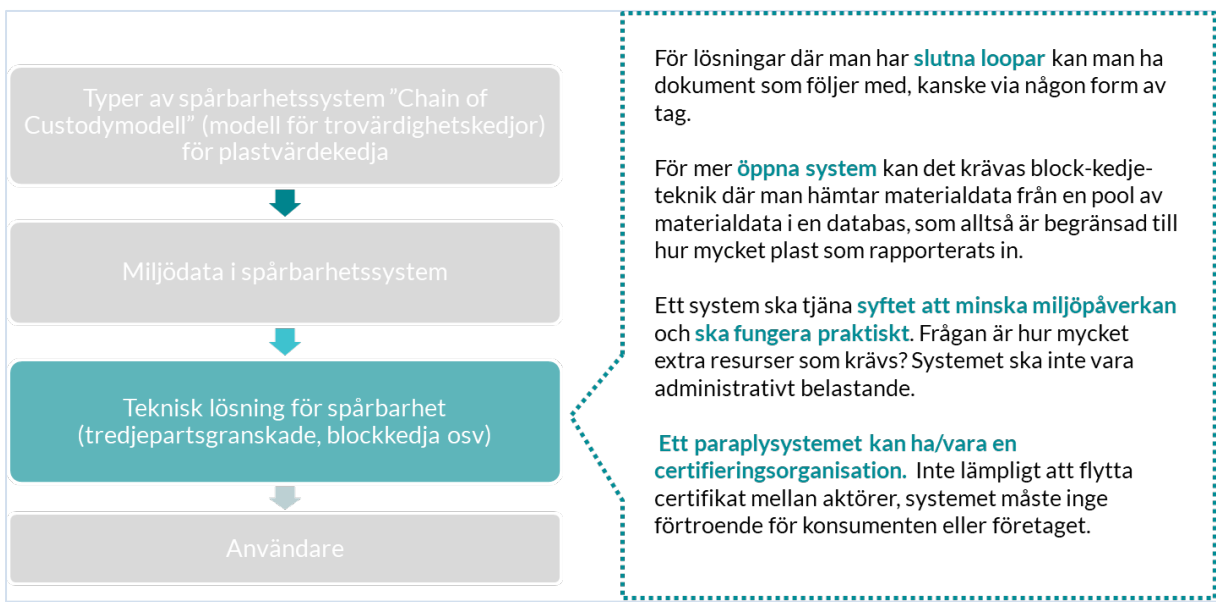 Typer av spårbarhetssystem ”Chain of
Custodymodell” (modell för trovärdighetskedjor)
för plastvärdekedja
Miljödata i spårbarhetssystem
Teknisk lösning för spårbarhet
(tredjepartsgranskade, blockkedja osv)
Användare
För lösningar där man har slutna loopar kan man ha
dokument som följer med, kanske via någon form av
tag.
För mer öppna system kan det krävas block-kedje-
teknik där man hämtar materialdata från en pool av
materialdata i en databas, som alltså är begränsad till
hur mycket plast som rapporterats in.
Ett system ska tjäna syftet att minska miljöpåverkan
och ska fungera praktiskt. Frågan är hur mycket
extra resurser som krävs? Systemet ska inte vara
administrativt belastande.
Ett paraplysystemet kan ha/vara en
certifieringsorganisation. Inte lämpligt att flytta
certifikat mellan aktörer, systemet måste inge
förtroende för konsumenten eller företaget.